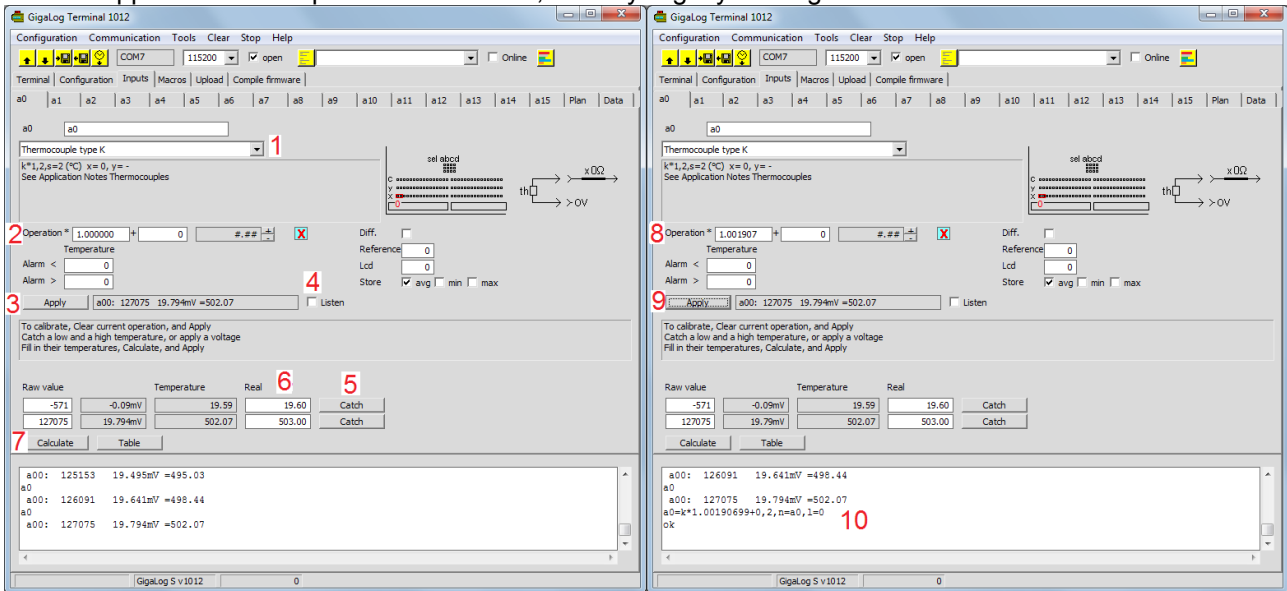 GigaLog Terminal 1012
Configuration Communication Tools Clear Stop Help
COM7 115200 open Online
Terminal Configuration Inputs Macros Upload Compile firmware
a0 a1 a2 a3 a4 a5 a6 a7 a8 a9 a10 a11 a12 a13 a14 a15 Plan Data
a0 a0
Thermocouple type K 1
k*1,2,s=2 (°C) x= 0, y= -
See Application Notes Thermocouples
sel abcd
C
y
x
0
th
x 0Ω
>0V
2 Operation * 1.000000 + 0 #.## X Diff.
Temperature Reference 0
Alarm < 0 Lcd 0
Alarm > 0 4 Store avg min max
3 Apply a00: 127075 19.794mV =502.07 Listen
To calibrate, Clear current operation, and Apply
Catch a low and a high temperature, or apply a voltage
Fill in their temperatures, Calculate, and Apply
Raw value Temperature Real 6 5
-571 -0.09mV 19.59 19.60 Catch
127075 19.794mV 502.07 503.00 Catch
7 Calculate Table
a00: 125153 19.495mV =495.03
a0
a00: 126091 19.641mV =498.44
a0
a00: 127075 19.794mV =502.07
GigaLog S v1012 0
GigaLog Terminal 1012
Configuration Communication Tools Clear Stop Help
COM7 115200 open Online
Terminal Configuration Inputs Macros Upload Compile firmware
a0 a1 a2 a3 a4 a5 a6 a7 a8 a9 a10 a11 a12 a13 a14 a15 Plan Data
a0 a0
Thermocouple type K
k*1,2,s=2 (°C) x= 0, y= -
See Application Notes Thermocouples
sel abcd
C
y
x
0
th
x 0Ω
>0V
8 Operation * 1.001907 + 0 #.## X Diff.
Temperature Reference 0
Alarm < 0 Lcd 0
Alarm > 0 Store avg min max
9 Apply a00: 127075 19.794mV =502.07 Listen
To calibrate, Clear current operation, and Apply
Catch a low and a high temperature, or apply a voltage
Fill in their temperatures, Calculate, and Apply
Raw value Temperature Real
-571 -0.09mV 19.59 19.60 Catch
127075 19.79mV 502.07 503.00 Catch
Calculate Table
a00: 126091 19.641mV =498.44
a0
a00: 127075 19.794mV =502.07
a0=k*1.00190699+0,2,n=a0,l=0
ok 10
GigaLog S v1012 0